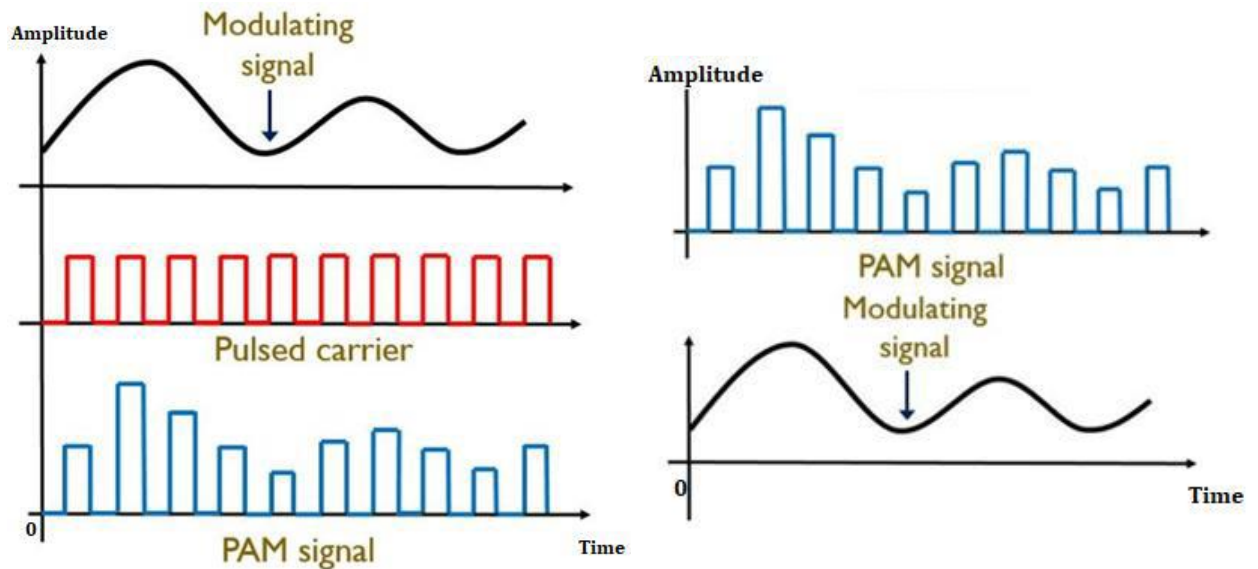 Amplitude
Modulating
signal
Pulsed carrier
0
PAM signal
Time
Amplitude
PAM signal
Modulating
signal
0
Time